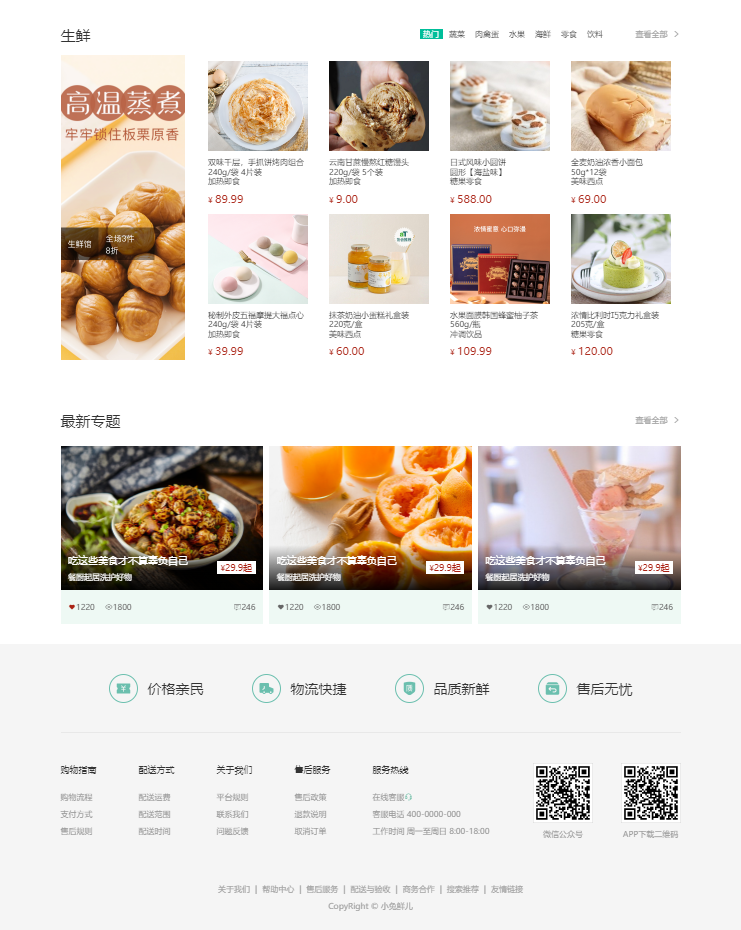 生鲜
热门 蔬菜 肉禽蛋 水果 海鲜 零食 饮料 查看全部 >
高温蒸煮
牢牢锁住板栗原香
生鲜馆 全场3件
8折
双味千层，手抓饼烤肉组合
240g/袋 4片装
加热即食
¥ 89.99
云南甘蔗慢熬红糖馒头
220g/袋 5个装
加热即食
¥ 9.00
日式风味小圆饼
圆形【海盐味】
糖果零食
¥ 588.00
全麦奶油浓香小面包
50g*12袋
美味西点
¥ 69.00
秘制外皮五福摩提大福点心
240g/袋 4片装
加热即食
¥ 39.99
抹茶奶油小蛋糕礼盒装
220克/盒
美味西点
¥ 60.00
浓情蜜意 心口弥漫
水果面膜韩国蜂蜜柚子茶
560g/瓶
冲调饮品
¥ 109.99
浓情比利时巧克力礼盒装
205克/盒
糖果零食
¥ 120.00
最新专题
查看全部 >
吃这些美食才不算辜负自己
餐厨起居洗护好物
¥29.9起
1220 1800 246
吃这些美食才不算辜负自己
餐厨起居洗护好物
¥29.9起
1220 1800 246
吃这些美食才不算辜负自己
餐厨起居洗护好物
¥29.9起
1220 1800 246
价格亲民 物流快捷 品质新鲜 售后无忧
购物指南
购物流程
支付方式
售后规则
配送方式
配送运费
配送范围
配送时间
关于我们
平台规则
联系我们
问题反馈
售后服务
售后政策
退款说明
取消订单
服务热线
在线客服
客服电话 400-0000-000
工作时间 周一至周日 8:00-18:00
微信公众号
APP下载二维码
关于我们 | 帮助中心 | 售后服务 | 配送与验收 | 商务合作 | 搜索推荐 | 友情链接
CopyRight © 小兔鲜儿